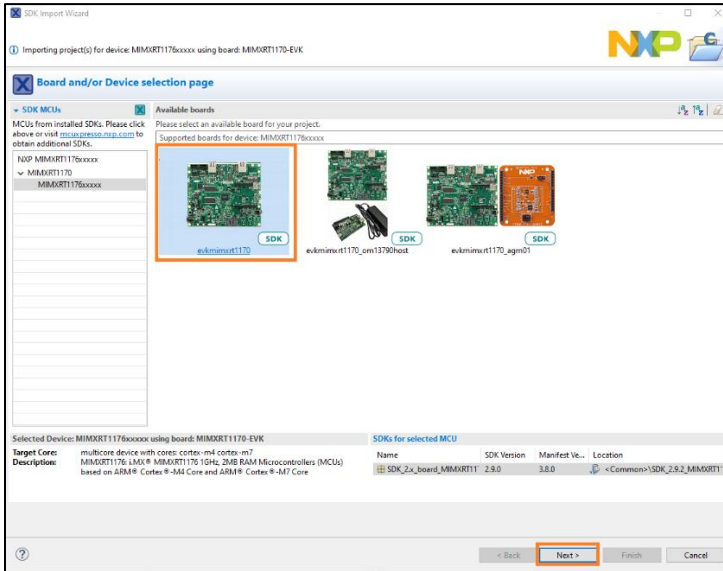 SDK Import Wizard
Importing project(s) for device: MIMXRT1176xxxxx using board: MIMXRT1170-EVK
NXP
Board and/or Device selection page
SDK MCUs
MCUs from installed SDKs. Please click
above or visit mcuxpresso.nxp.com to
obtain additional SDKs.
NXP MIMXRT1176xxxxx
MIMXRT1170
MIMXRT1176xxxxx
Available boards
Please select an available board for your project.
Supported boards for device: MIMXRT1176xxxxx
SDK
evkmimxrt1170
SDK
evkmimxrt1170_om13790host
NXP
SDK
evkmimxrt1170_agm01
Selected Device: MIMXRT1176xxxxx using board: MIMXRT1170-EVK
Target Core: multicore device with cores: cortex-m4 cortex-m7
Description: MIMXRT1176: i.MX® MIMXRT1176 1GHz, 2MB RAM Microcontrollers (MCUs)
based on ARM® Cortex®-M4 Core and ARM® Cortex®-M7 Core
SDKs for selected MCU
Name SDK Version Manifest Ve... Location
SDK_2.x_board_MIMXRT11 2.9.0 3.8.0 <Common>\SDK_2.9.2_MIMXRT1
< Back
Next >
Finish
Cancel